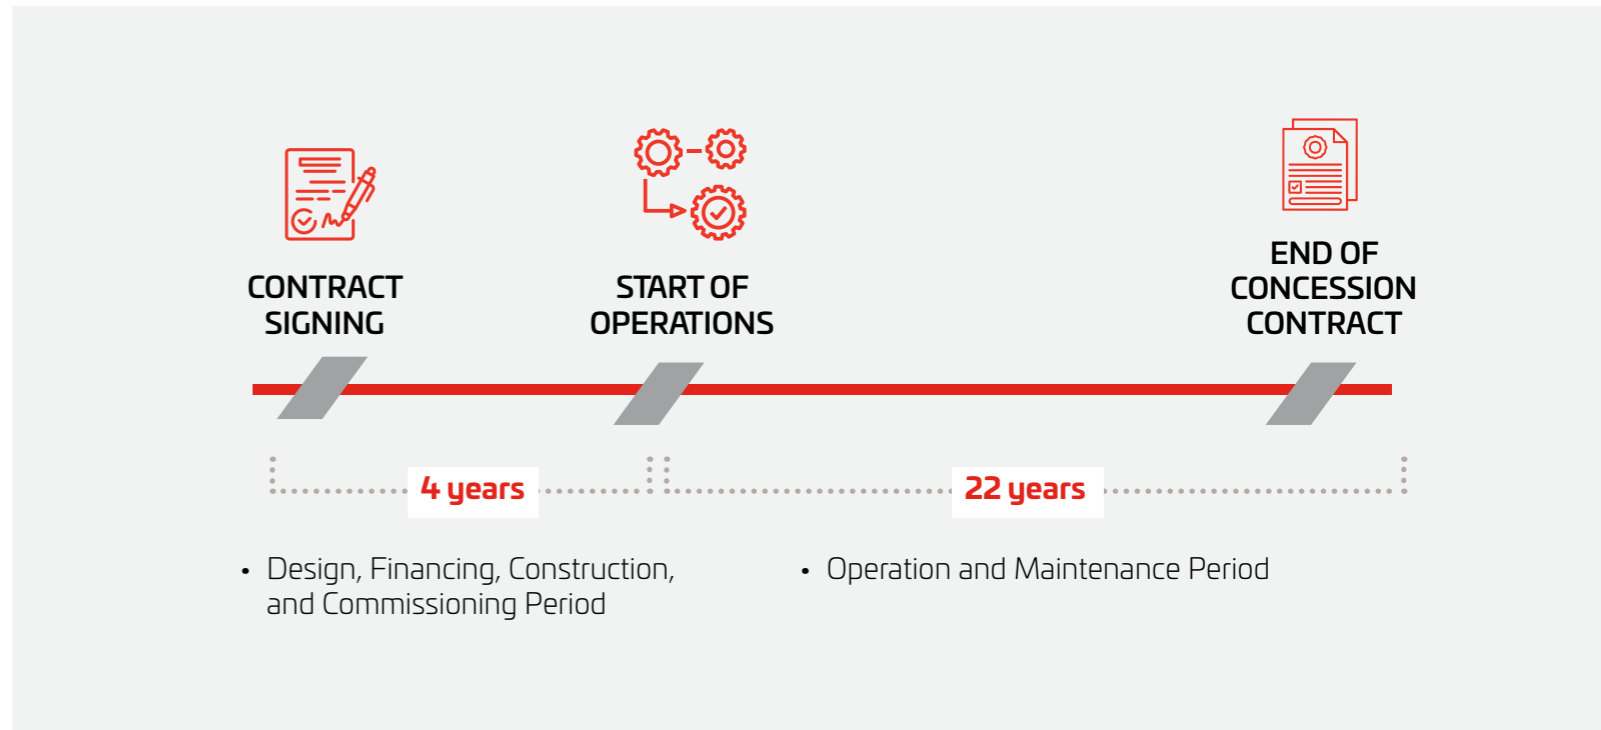 CONTRACT
SIGNING
START OF
OPERATIONS
END OF
CONCESSION
CONTRACT
4 years
22 years
• Design, Financing, Construction,
and Commissioning Period
• Operation and Maintenance Period